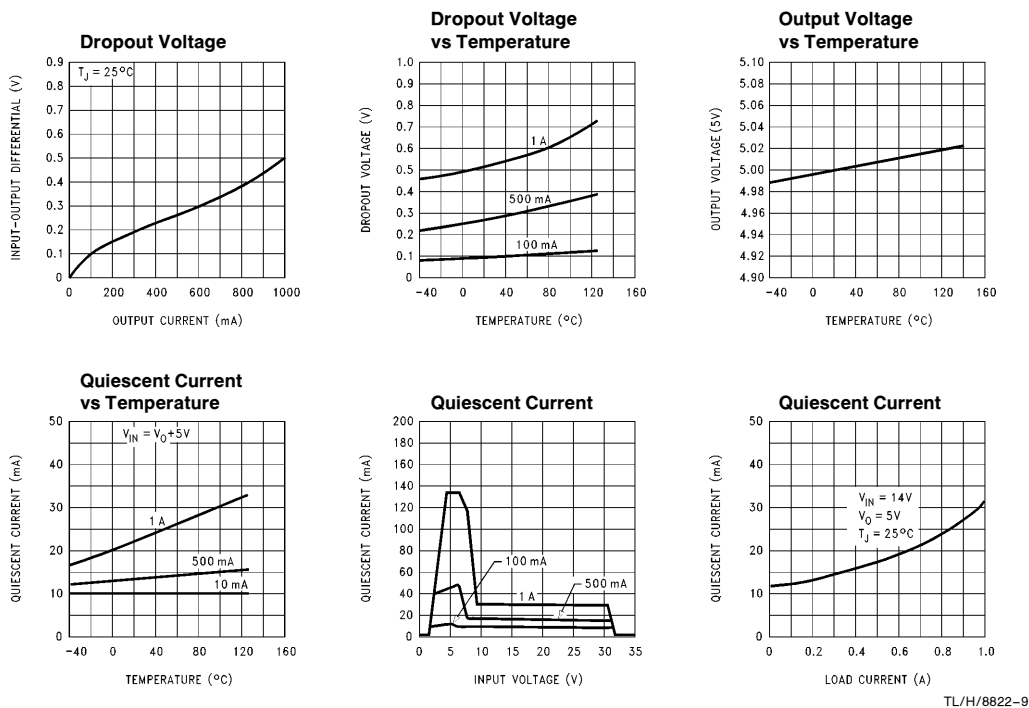 Dropout Voltage
T_J = 25°C
0.9
0.8
0.7
0.6
0.5
0.4
0.3
0.2
0.1
0
0 200 400 600 800 1000
INPUT-OUTPUT DIFFERENTIAL (V)
OUTPUT CURRENT (mA)
Dropout Voltage
vs Temperature
1.0
0.9
0.8
0.7
0.6
0.5
0.4
0.3
0.2
0.1
0
1 A
500 mA
100 mA
-40 0 40 80 120 160
DROPOUT VOLTAGE (V)
TEMPERATURE (°C)
Output Voltage
vs Temperature
5.10
5.08
5.06
5.04
5.02
5.00
4.98
4.96
4.94
4.92
4.90
-40 0 40 80 120 160
OUTPUT VOLTAGE (5V)
TEMPERATURE (°C)
Quiescent Current
vs Temperature
V_IN = V_O+5V
50
40
30
20
10
0
1 A
500 mA
10 mA
-40 0 40 80 120 160
QUIESCENT CURRENT (mA)
TEMPERATURE (°C)
Quiescent Current
200
180
160
140
120
100
80
60
40
20
0
100 mA
500 mA
1 A
0 5 10 15 20 25 30 35
QUIESCENT CURRENT (mA)
INPUT VOLTAGE (V)
Quiescent Current
50
40
30
20
10
0
V_IN = 14V
V_O = 5V
T_J = 25°C
0 0.2 0.4 0.6 0.8 1.0
QUIESCENT CURRENT (mA)
LOAD CURRENT (A)
TL/H/8822–9